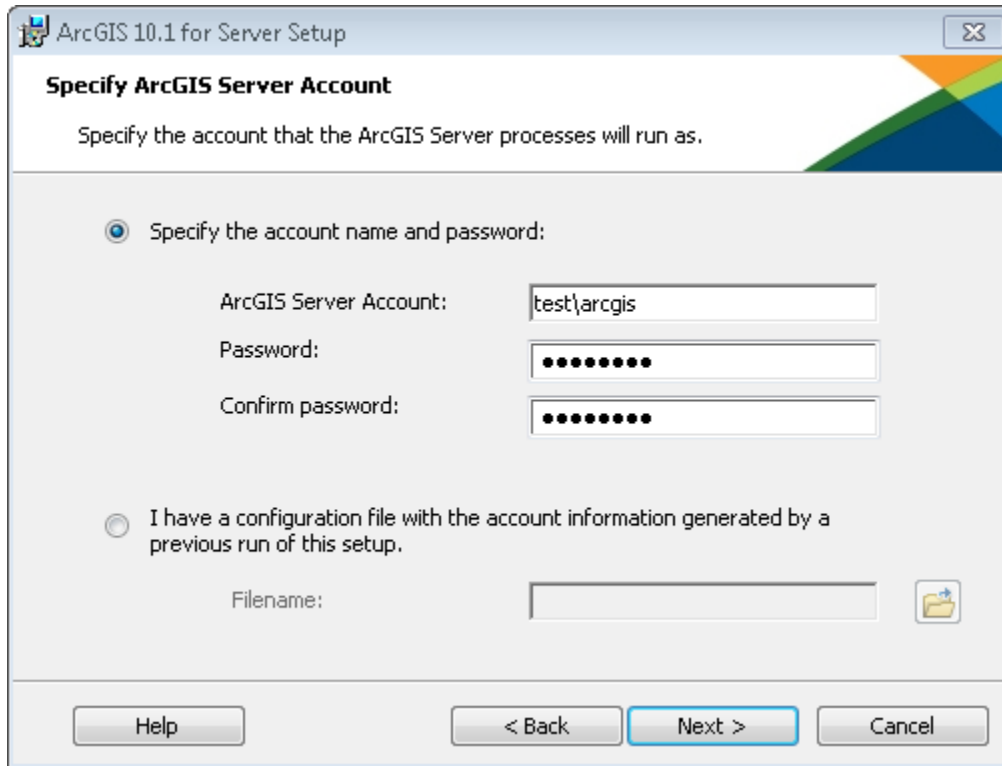 ArcGIS 10.1 for Server Setup
Specify ArcGIS Server Account
Specify the account that the ArcGIS Server processes will run as.
Specify the account name and password:
ArcGIS Server Account: test\arcgis
Password: ●●●●●●●●
Confirm password: ●●●●●●●●
I have a configuration file with the account information generated by a
previous run of this setup.
Filename:
Help < Back Next > Cancel